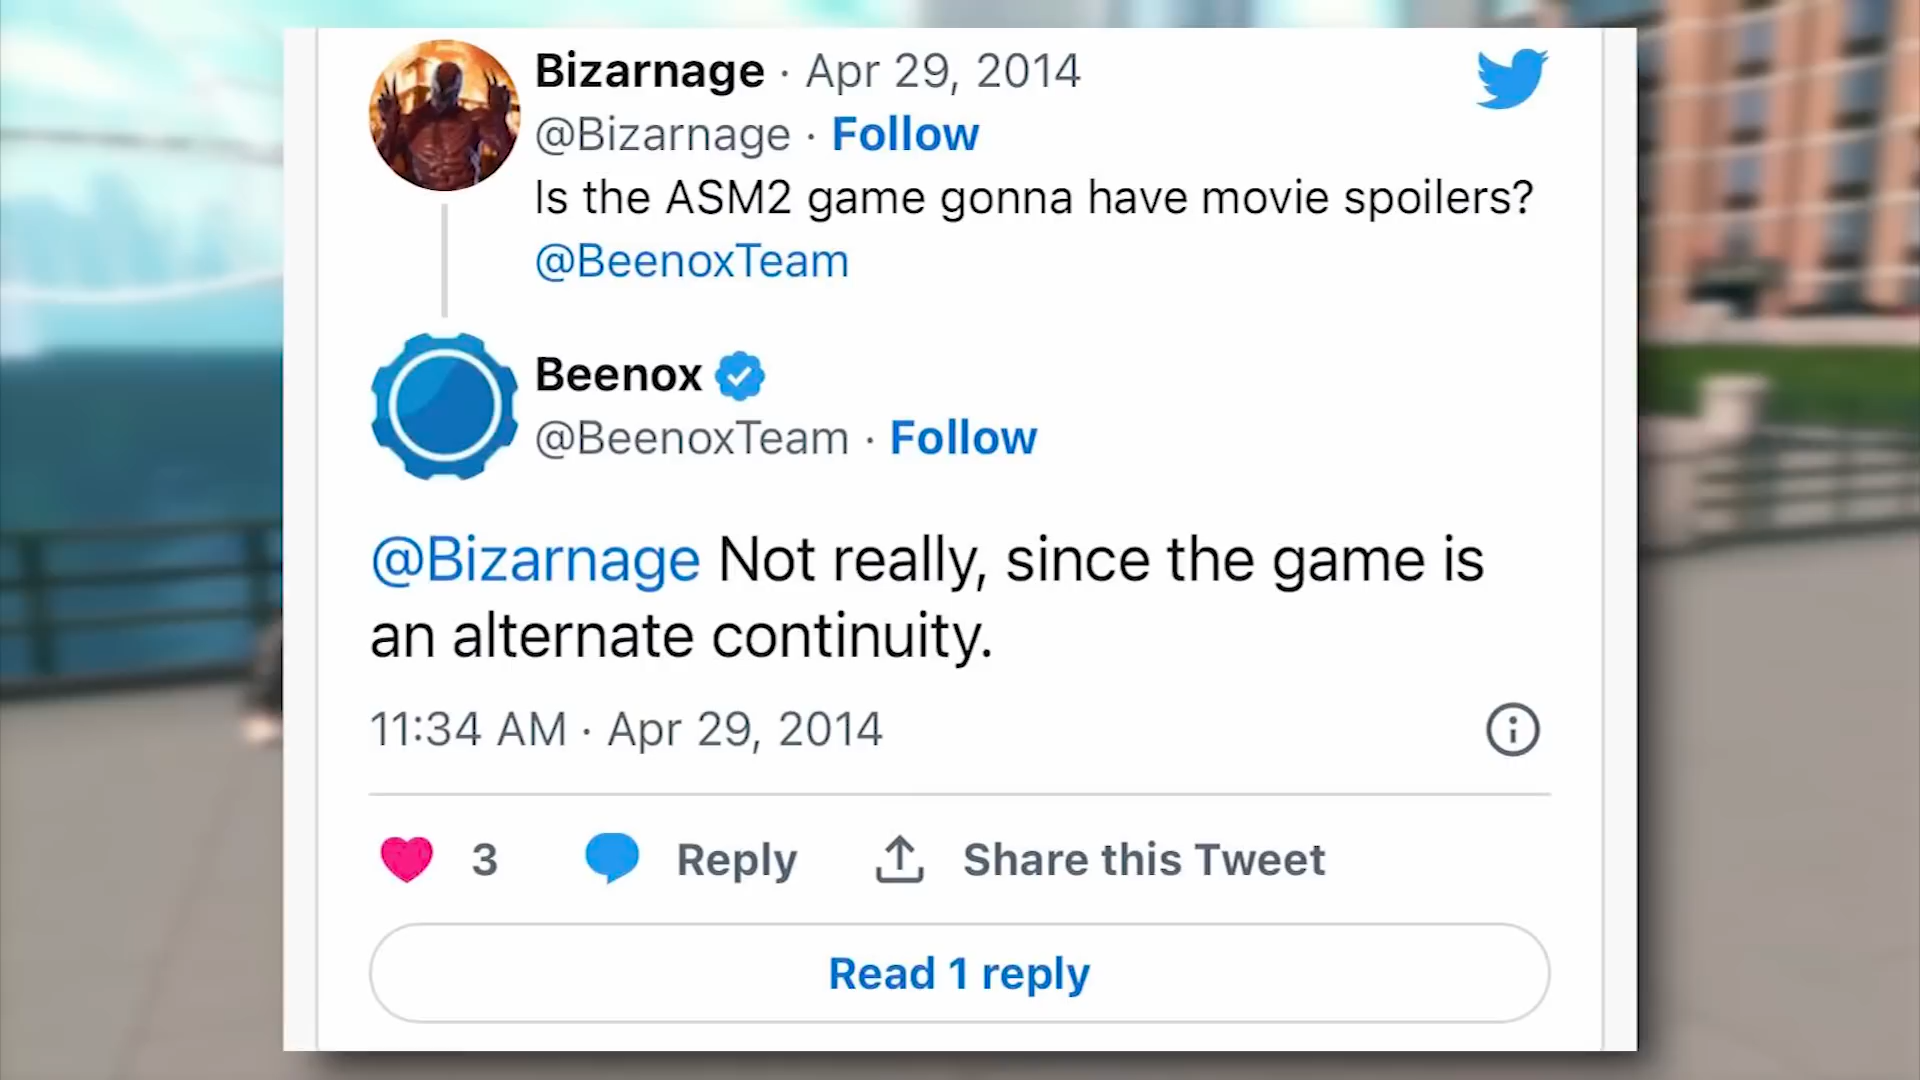 Bizarnage · Apr 29, 2014
@Bizarnage · Follow
Is the ASM2 game gonna have movie spoilers?
@BeenoxTeam
Beenox
@BeenoxTeam · Follow
@Bizarnage Not really, since the game is
an alternate continuity.
11:34 AM · Apr 29, 2014
3 Reply Share this Tweet
Read 1 reply